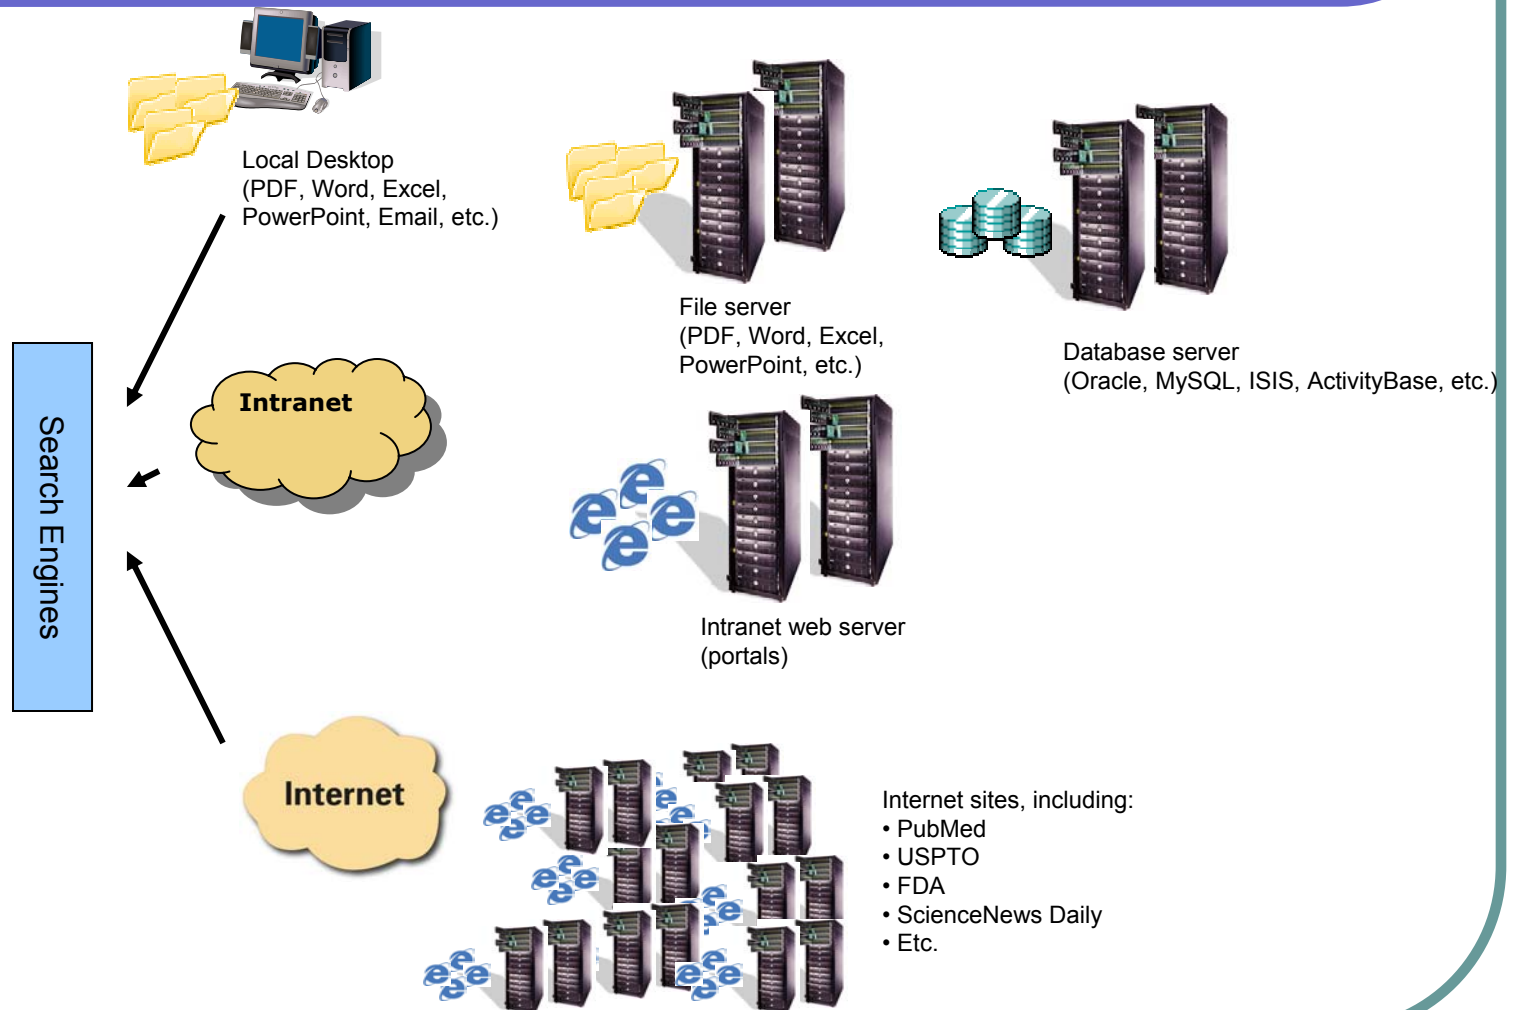 Local Desktop
(PDF, Word, Excel,
PowerPoint, Email, etc.)
File server
(PDF, Word, Excel,
PowerPoint, etc.)
Database server
(Oracle, MySQL, ISIS, ActivityBase, etc.)
Intranet
Search Engines
Intranet web server
(portals)
Internet
Internet sites, including:
• PubMed
• USPTO
• FDA
• ScienceNews Daily
• Etc.